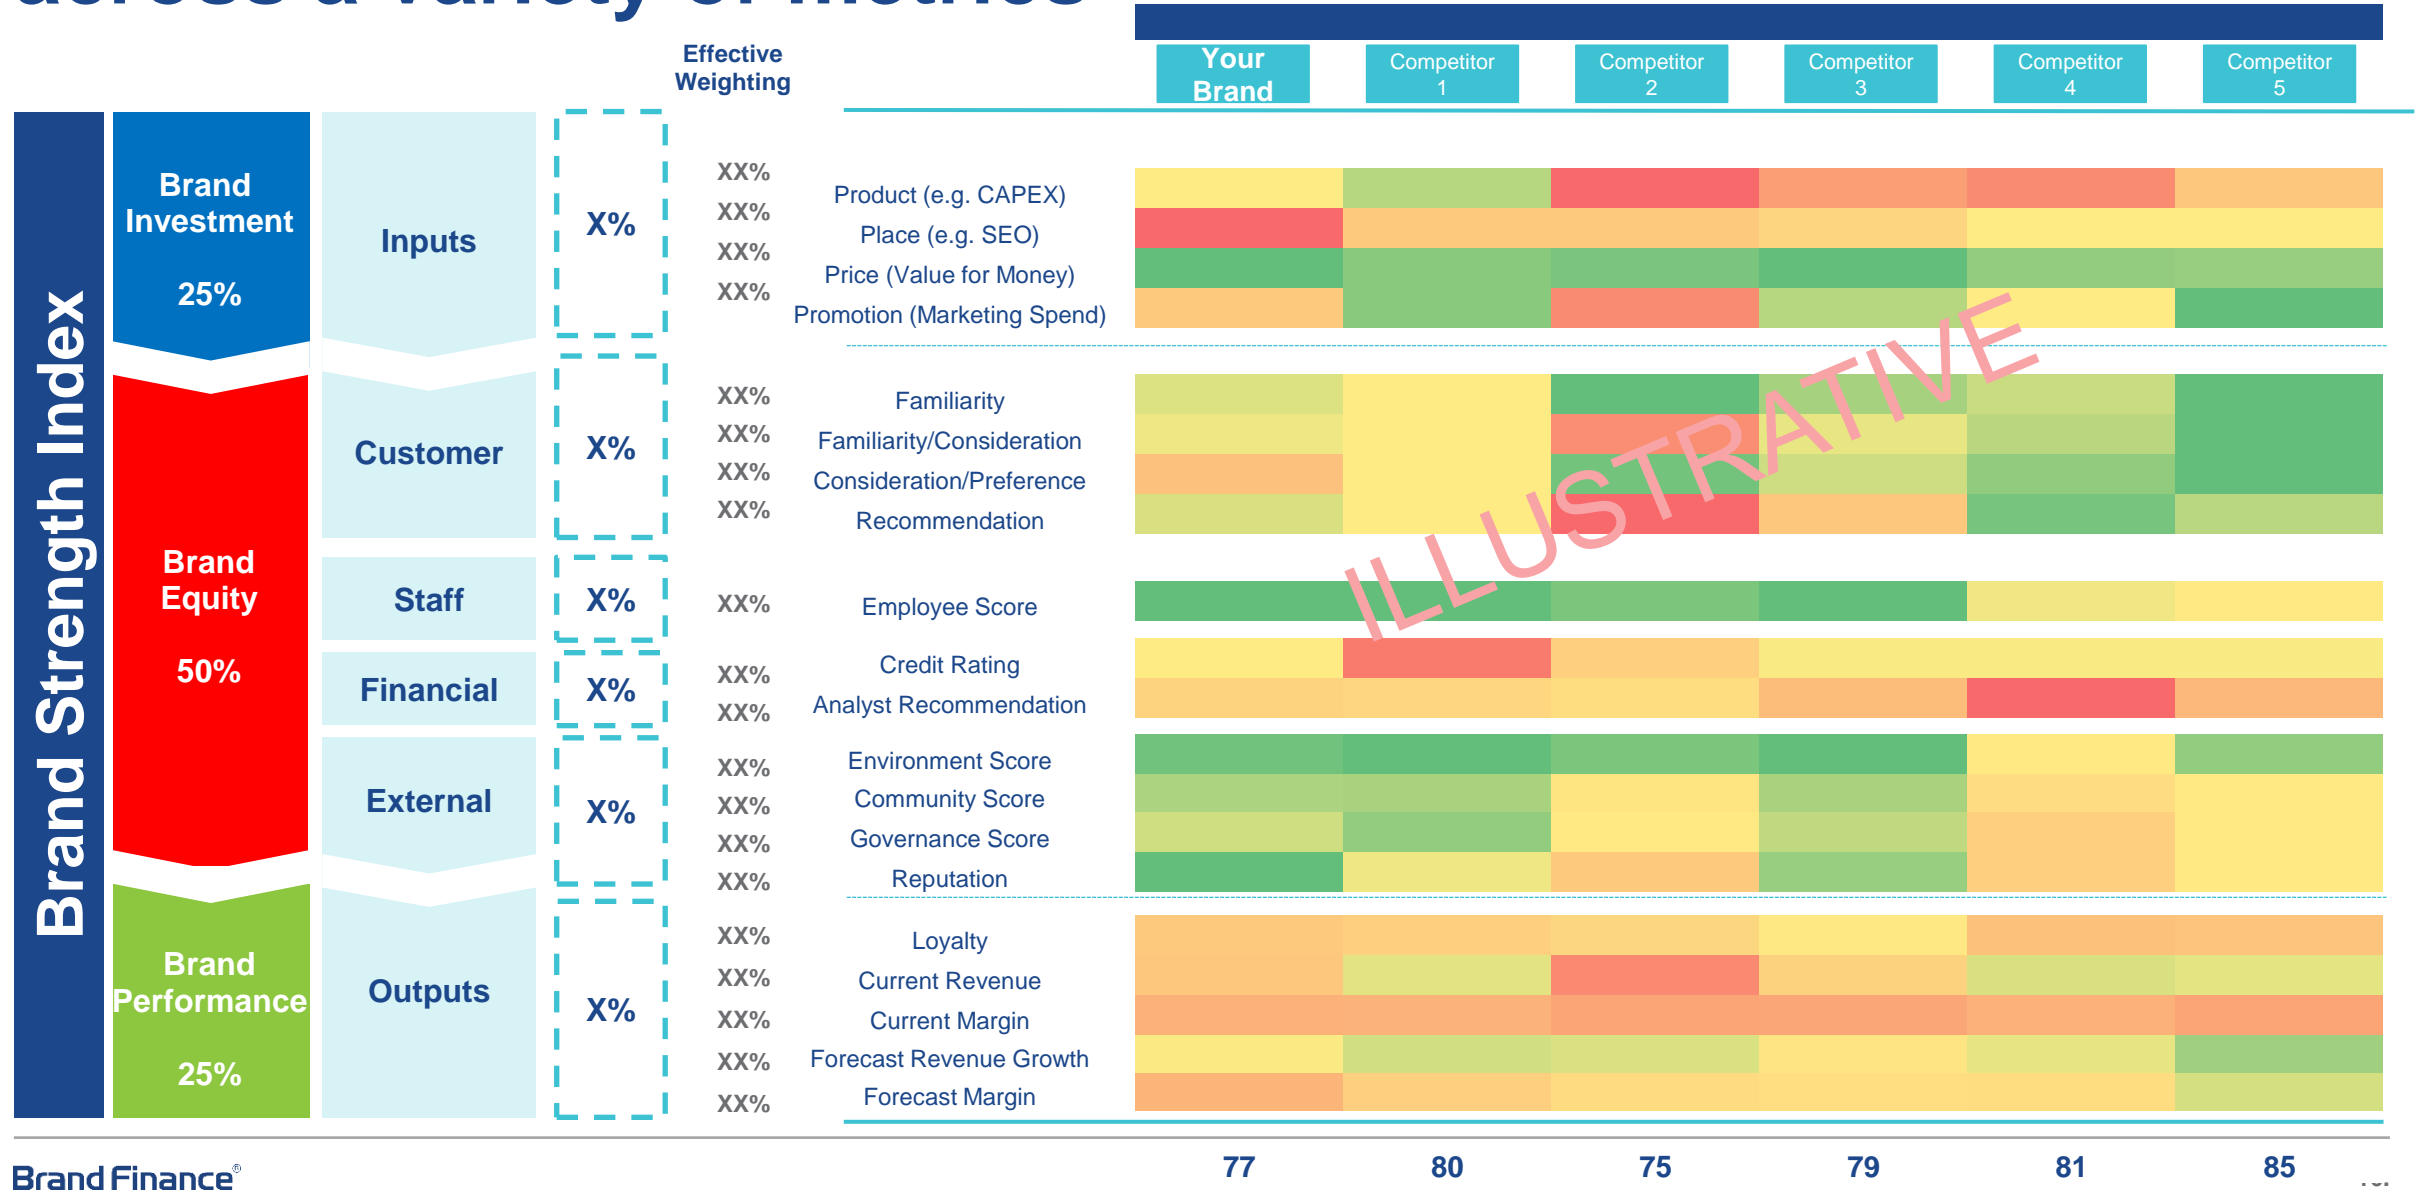 across a variety of metrics
Effective
Weighting
Your
Brand
Competitor
1
Competitor
2
Competitor
3
Competitor
4
Competitor
5
Brand Strength Index
Brand
Investment
25%
Inputs
X%
XX%
XX%
XX%
XX%
Product (e.g. CAPEX)
Place (e.g. SEO)
Price (Value for Money)
Promotion (Marketing Spend)
Brand
Equity
50%
Customer
X%
XX%
XX%
XX%
XX%
Familiarity
Familiarity/Consideration
Consideration/Preference
Recommendation
Staff
X%
XX%
Employee Score
Financial
X%
XX%
XX%
Credit Rating
Analyst Recommendation
External
X%
XX%
XX%
XX%
XX%
Environment Score
Community Score
Governance Score
Reputation
Brand
Performance
25%
Outputs
X%
XX%
XX%
XX%
XX%
XX%
Loyalty
Current Revenue
Current Margin
Forecast Revenue Growth
Forecast Margin
ILLUSTRATIVE
Brand Finance®
77
80
75
79
81
85